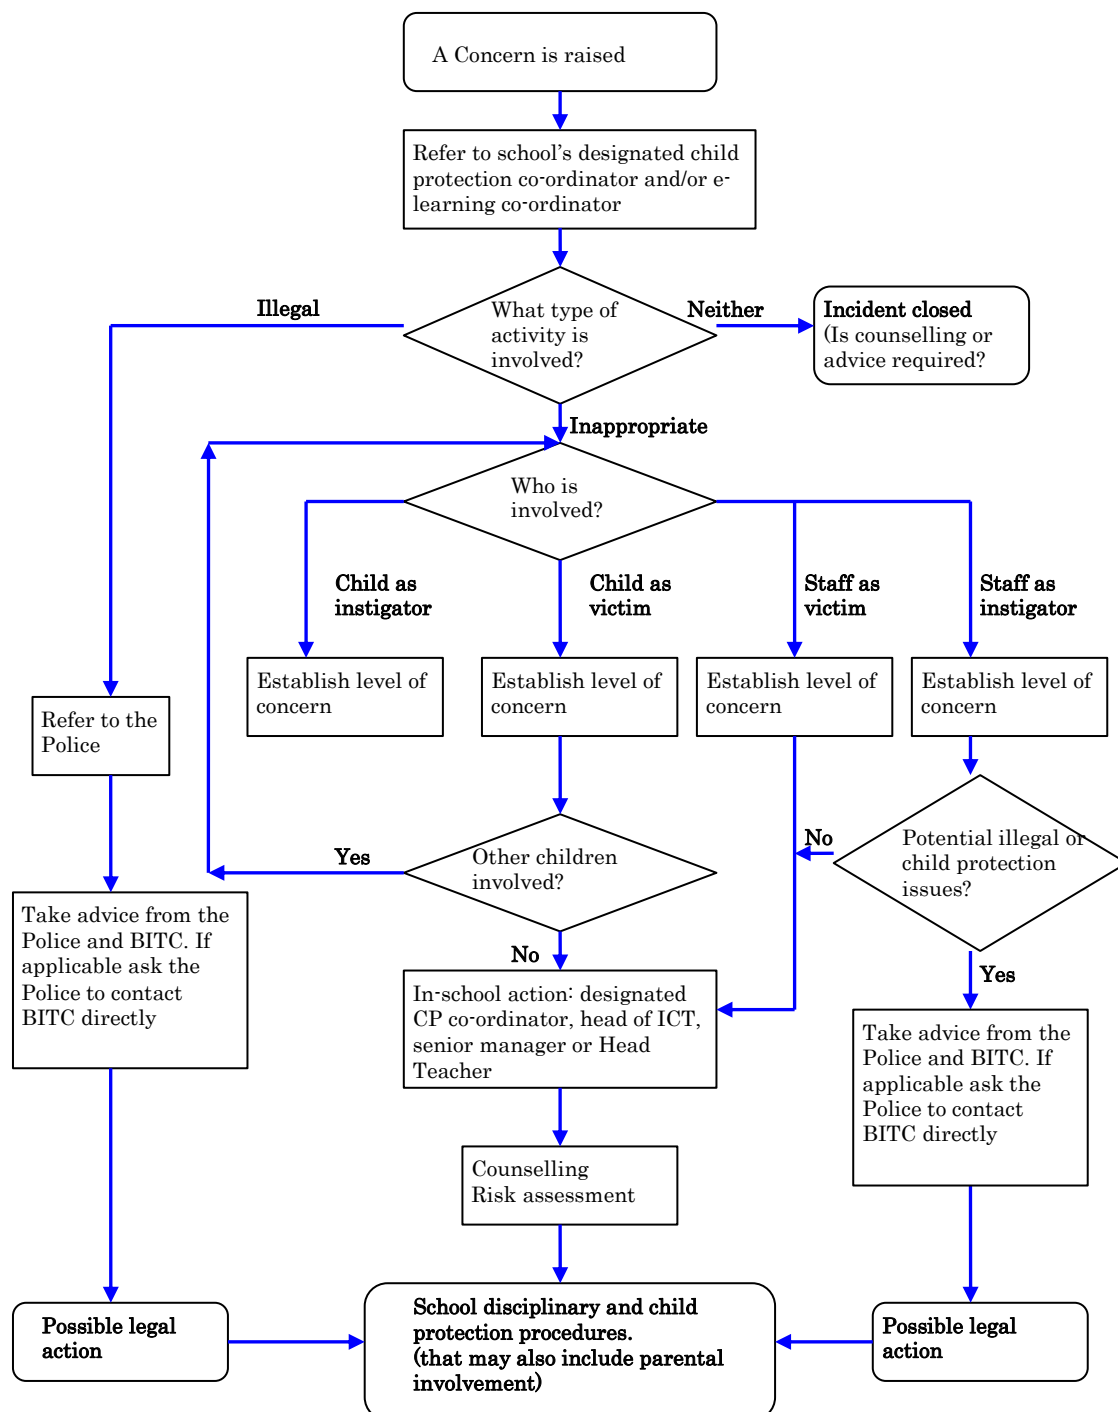 A Concern is raised
Refer to school's designated child
protection co-ordinator and/or e-
learning co-ordinator
What type of
activity is
involved?
Illegal
Neither
Incident closed
(Is counselling or
advice required?
Inappropriate
Who is
involved?
Child as
instigator
Child as
victim
Staff as
victim
Staff as
instigator
Establish level of
concern
Establish level of
concern
Establish level of
concern
Establish level of
concern
Refer to the
Police
Yes
Other children
involved?
No
Potential illegal or
child protection
issues?
Take advice from the
Police and BITC. If
applicable ask the
Police to contact
BITC directly
No
In-school action: designated
CP co-ordinator, head of ICT,
senior manager or Head
Teacher
Yes
Take advice from the
Police and BITC. If
applicable ask the
Police to contact
BITC directly
Counselling
Risk assessment
Possible legal
action
School disciplinary and child
protection procedures.
(that may also include parental
involvement)
Possible legal
action